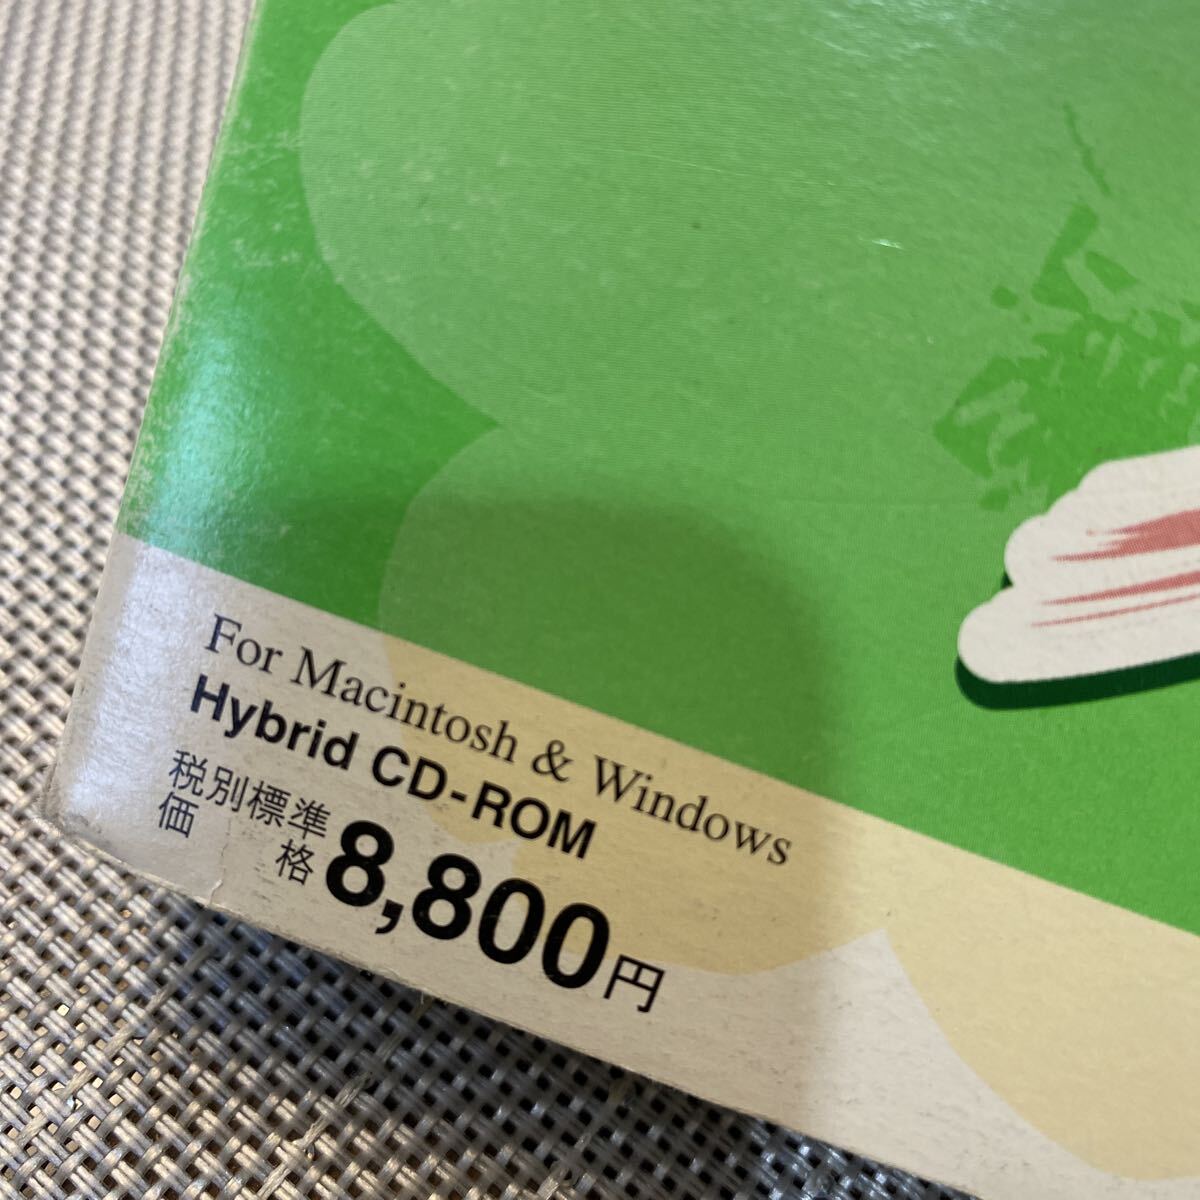 For Macintosh & Windows
Hybrid CD-ROM
税別標準
価格
8,800円